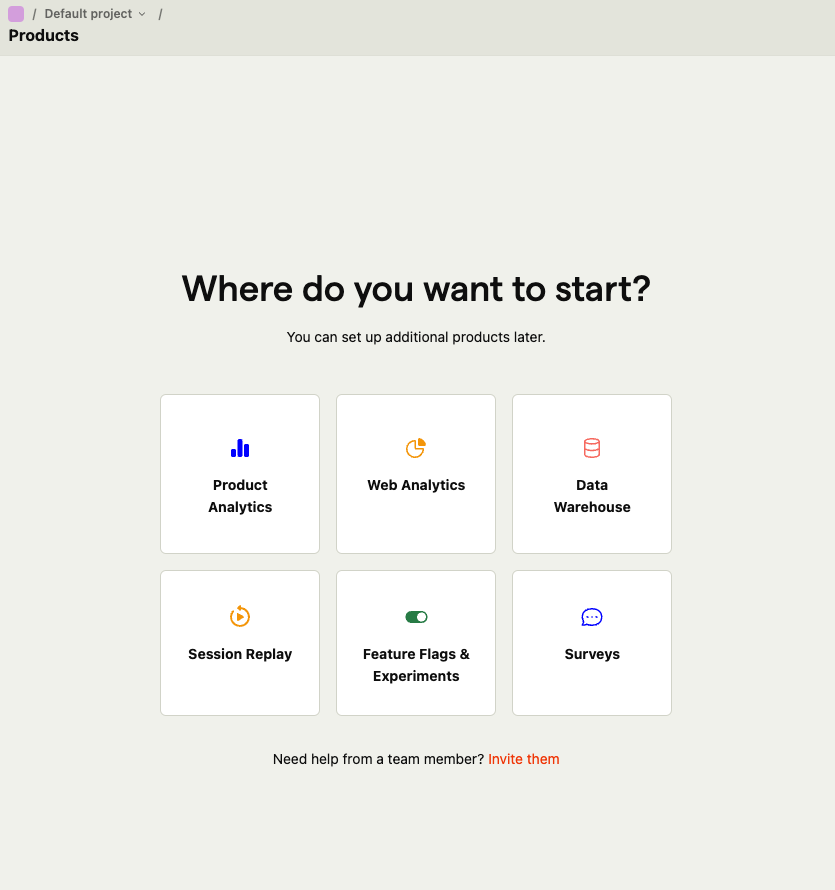 / Default project /
Products
Where do you want to start?
You can set up additional products later.
Product
Analytics
Web Analytics
Data
Warehouse
Session Replay
Feature Flags &
Experiments
Surveys
Need help from a team member? Invite them